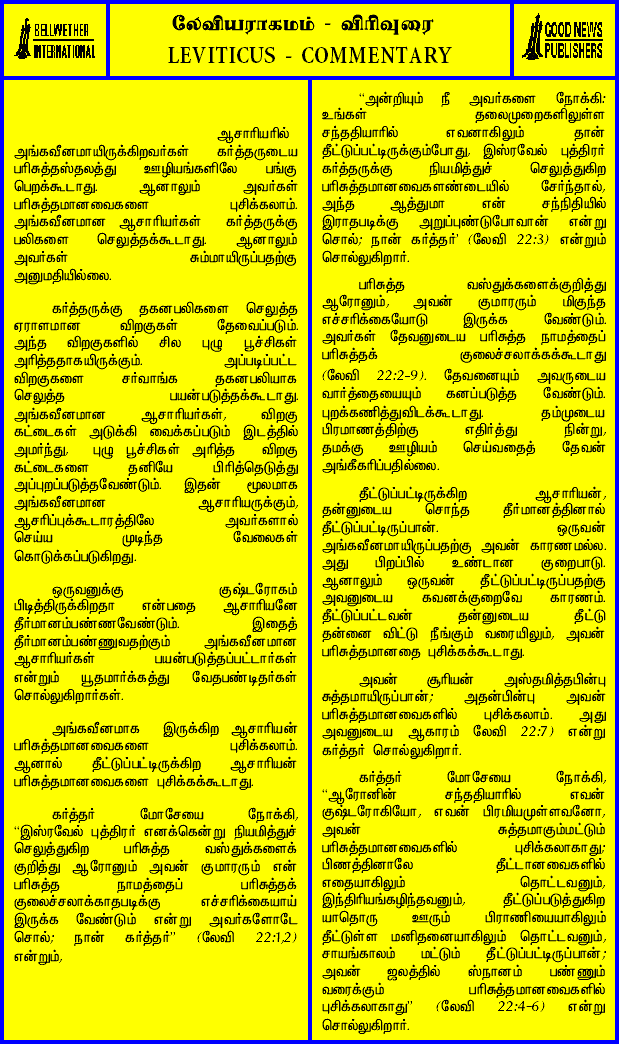 BELLWETHER
INTERNATIONAL
லேவியராகமம் - விரிவுரை
LEVITICUS - COMMENTARY
GOOD NEWS
PUBLISHERS
ஆசாரியரில்
அங்கவீனமாயிருக்கிறவர்கள் கர்த்தருடைய
பரிசுத்தஸ்தலத்து ஊழியங்களிலே பங்கு
பெறக்கூடாது. ஆனாலும் அவர்கள்
பரிசுத்தமானவைகளை புசிக்கலாம்.
அங்கவீனமான ஆசாரியர்கள் கர்த்தருக்கு
பலிகளை செலுத்தக்கூடாது. ஆனாலும்
அவர்கள் சும்மாயிருப்பதற்கு
அனுமதியில்லை.
கர்த்தருக்கு தகனபலிகளை செலுத்த
ஏராளமான விறகுகள் தேவைப்படும்.
அந்த விறகுகளில் சில புழு பூச்சிகள்
அரித்ததாகயிருக்கும். அப்படிப்பட்ட
விறகுகளை சர்வாங்க தகனபலியாக
செலுத்த பயன்படுத்தக்கூடாது.
அங்கவீனமான ஆசாரியர்கள், விறகு
கட்டைகள் அடுக்கி வைக்கப்படும் இடத்தில்
அமர்ந்து, புழு பூச்சிகள் அரித்த விறகு
கட்டைகளை தனியே பிரித்தெடுத்து
அப்புறப்படுத்தவேண்டும். இதன் மூலமாக
அங்கவீனமான ஆசாரியருக்கும்,
ஆசரிப்புக்கூடாரத்திலே அவர்களால்
செய்ய முடிந்த வேலைகள்
கொடுக்கப்படுகிறது.
ஒருவனுக்கு குஷ்டரோகம்
பிடித்திருக்கிறதா என்பதை ஆசாரியனே
தீர்மானம்பண்ணவேண்டும். இதைத்
தீர்மானம்பண்ணுவதற்கும் அங்கவீனமான
ஆசாரியர்கள் பயன்படுத்தப்பட்டார்கள்
என்றும் யூதமார்க்கத்து வேதபண்டிதர்கள்
சொல்லுகிறார்கள்.
அங்கவீனமாக இருக்கிற ஆசாரியன்
பரிசுத்தமானவைகளை புசிக்கலாம்.
ஆனால் தீட்டுப்பட்டிருக்கிற ஆசாரியன்
பரிசுத்தமானவைகளை புசிக்கக்கூடாது.
கர்த்தர் மோசேயை நோக்கி,
“இஸ்ரவேல் புத்திரர் எனக்கென்று நியமித்துச்
செலுத்துகிற பரிசுத்த வஸ்துக்களைக்
குறித்து ஆரோனும் அவன் குமாரரும் என்
பரிசுத்த நாமத்தைப் பரிசுத்தக்
குலைச்சலாக்காதபடிக்கு எச்சரிக்கையாய்
இருக்க வேண்டும் என்று அவர்களோடே
சொல்; நான் கர்த்தர்” (லேவி 22:1,2)
என்றும்,
“அன்றியும் நீ அவர்களை நோக்கி:
உங்கள் தலைமுறைகளிலுள்ள
சந்ததியாரில் எவனாகிலும் தான்
தீட்டுப்பட்டிருக்கும்போது, இஸ்ரவேல் புத்திரர்
கர்த்தருக்கு நியமித்துச் செலுத்துகிற
பரிசுத்தமானவைகளண்டையில் சேர்ந்தால்,
அந்த ஆத்துமா என் சந்நிதியில்
இராதபடிக்கு அறுப்புண்டுபோவான் என்று
சொல்; நான் கர்த்தர்' (லேவி 22:3) என்றும்
சொல்லுகிறார்.
பரிசுத்த வஸ்துக்களைக்குறித்து
ஆரோனும், அவன் குமாரரும் மிகுந்த
எச்சரிக்கையோடு இருக்க வேண்டும்.
அவர்கள் தேவனுடைய பரிசுத்த நாமத்தைப்
பரிசுத்தக் குலைச்சலாக்கக்கூடாது
(லேவி 22:2-9). தேவனையும் அவருடைய
வார்த்தையையும் கனப்படுத்த வேண்டும்.
புறக்கணித்துவிடக்கூடாது. தம்முடைய
பிரமாணத்திற்கு எதிர்த்து நின்று,
தமக்கு ஊழியம் செய்வதைத் தேவன்
அங்கீகரிப்பதில்லை.
தீட்டுப்பட்டிருக்கிற ஆசாரியன்,
தன்னுடைய சொந்த தீர்மானத்தினால்
தீட்டுப்பட்டிருப்பான். ஒருவன்
அங்கவீனமாயிருப்பதற்கு அவன் காரணமல்ல.
அது பிறப்பில் உண்டான குறைபாடு.
ஆனாலும் ஒருவன் தீட்டுப்பட்டிருப்பதற்கு
அவனுடைய கவனக்குறைவே காரணம்.
தீட்டுப்பட்டவன் தன்னுடைய தீட்டு
தன்னை விட்டு நீங்கும் வரையிலும், அவன்
பரிசுத்தமானதை புசிக்கக்கூடாது.
அவன் சூரியன் அஸ்தமித்தபின்பு
சுத்தமாயிருப்பான்; அதன்பின்பு அவன்
பரிசுத்தமானவைகளில் புசிக்கலாம். அது
அவனுடைய ஆகாரம் லேவி 22:7) என்று
கர்த்தர் சொல்லுகிறார்.
கர்த்தர் மோசேயை நோக்கி,
“ஆரோனின் சந்ததியாரில் எவன்
குஷ்டரோகியோ, எவன் பிரமியமுள்ளவனோ,
அவன் சுத்தமாகும்மட்டும்
பரிசுத்தமானவைகளில் புசிக்கலாகாது;
பிணத்தினாலே தீட்டானவைகளில்
எதையாகிலும் தொட்டவனும்,
இந்திரியங்கழிந்தவனும், தீட்டுப்படுத்துகிற
யாதொரு ஊரும் பிராணியையாகிலும்
தீட்டுள்ள மனிதனையாகிலும் தொட்டவனும்,
சாயங்காலம் மட்டும் தீட்டுப்பட்டிருப்பான்;
அவன் ஜலத்தில் ஸ்நானம் பண்ணும்
வரைக்கும் பரிசுத்தமானவைகளில்
புசிக்கலாகாது” (லேவி 22:4-6) என்று
சொல்லுகிறார்.